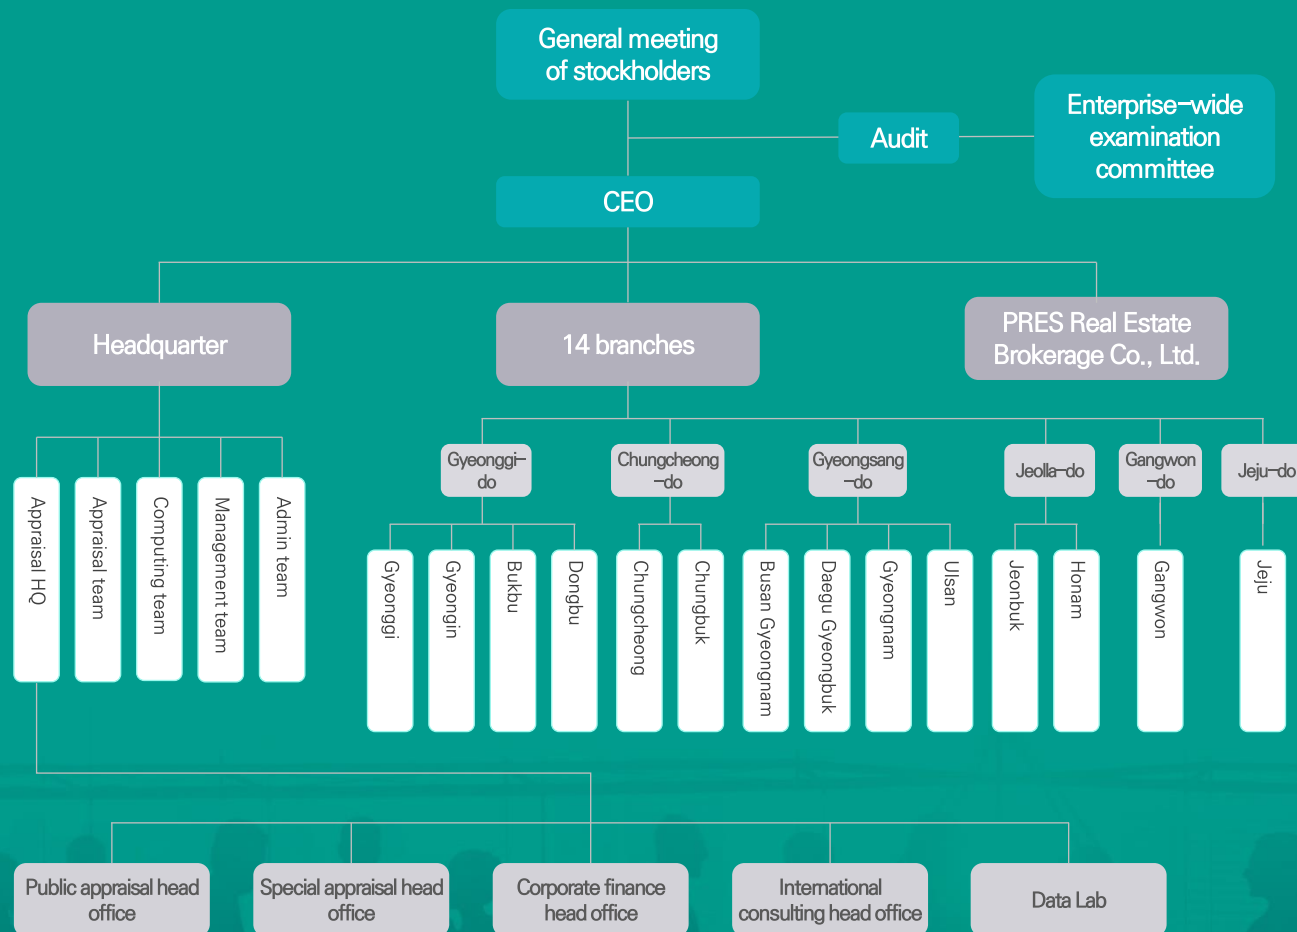 General meeting
of stockholders
Audit
Enterprise-wide
examination
committee
CEO
Headquarter
14 branches
PRES Real Estate
Brokerage Co., Ltd.
Gyeonggi-
do
Chungcheong
-do
Gyeongsang
-do
Jeolla-do
Gangwon
-do
Jeju-do
Appraisal HQ
Appraisal team
Computing team
Management team
Admin team
Gyeonggi
Gyeongin
Bukbu
Dongbu
Chungcheong
Chungbuk
Busan Gyeongnam
Daegu Gyeongbuk
Gyeongnam
Ulsan
Jeonbuk
Honam
Gangwon
Jeju
Public appraisal head
office
Special appraisal head
office
Corporate finance
head office
International
consulting head office
Data Lab